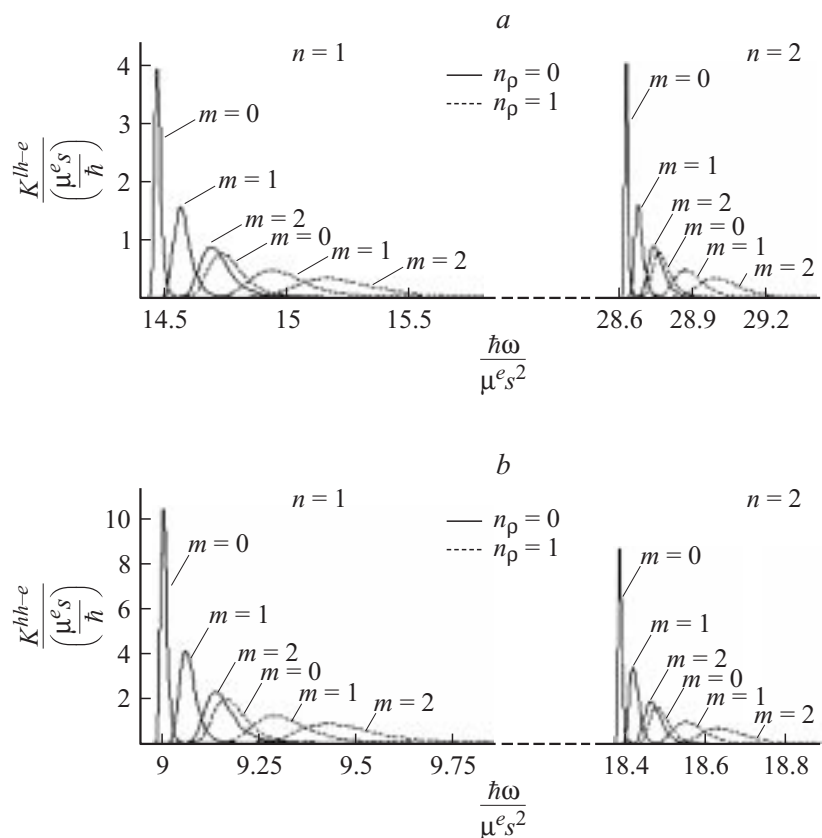 a
n = 1
n = 2
nρ = 0
nρ = 1
K^{lh–e} / (μ^e s / ħ)
4
3
2
1
m = 0
m = 1
m = 2
m = 0
m = 1
m = 2
m = 0
m = 1
m = 2
m = 0
m = 1
m = 2
14.5 15 15.5 28.6 28.9 29.2
ħω / μ^e s^2
b
n = 1
n = 2
nρ = 0
nρ = 1
K^{hh–e} / (μ^e s / ħ)
10
8
6
4
2
m = 0
m = 1
m = 2
m = 0
m = 1
m = 2
m = 0
m = 1
m = 2
m = 0
m = 1
m = 2
9 9.25 9.5 9.75 18.4 18.6 18.8
ħω / μ^e s^2